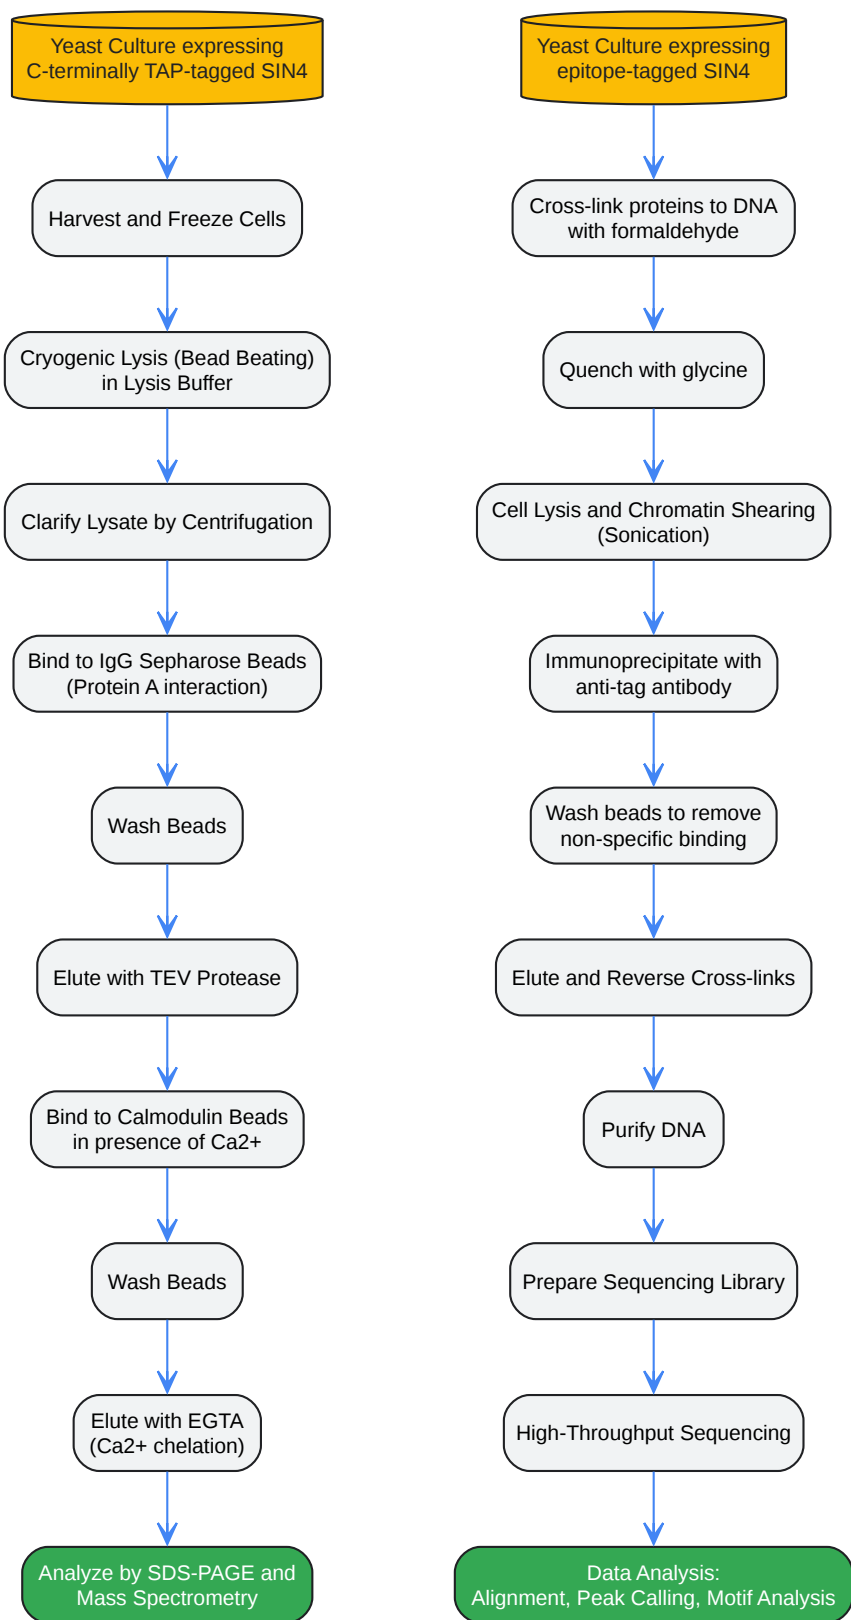 Yeast Culture expressing
C-terminally TAP-tagged SIN4
Harvest and Freeze Cells
Cryogenic Lysis (Bead Beating)
in Lysis Buffer
Clarify Lysate by Centrifugation
Bind to IgG Sepharose Beads
(Protein A interaction)
Wash Beads
Elute with TEV Protease
Bind to Calmodulin Beads
in presence of Ca2+
Wash Beads
Elute with EGTA
(Ca2+ chelation)
Analyze by SDS-PAGE and
Mass Spectrometry
Yeast Culture expressing
epitope-tagged SIN4
Cross-link proteins to DNA
with formaldehyde
Quench with glycine
Cell Lysis and Chromatin Shearing
(Sonication)
Immunoprecipitate with
anti-tag antibody
Wash beads to remove
non-specific binding
Elute and Reverse Cross-links
Purify DNA
Prepare Sequencing Library
High-Throughput Sequencing
Data Analysis:
Alignment, Peak Calling, Motif Analysis